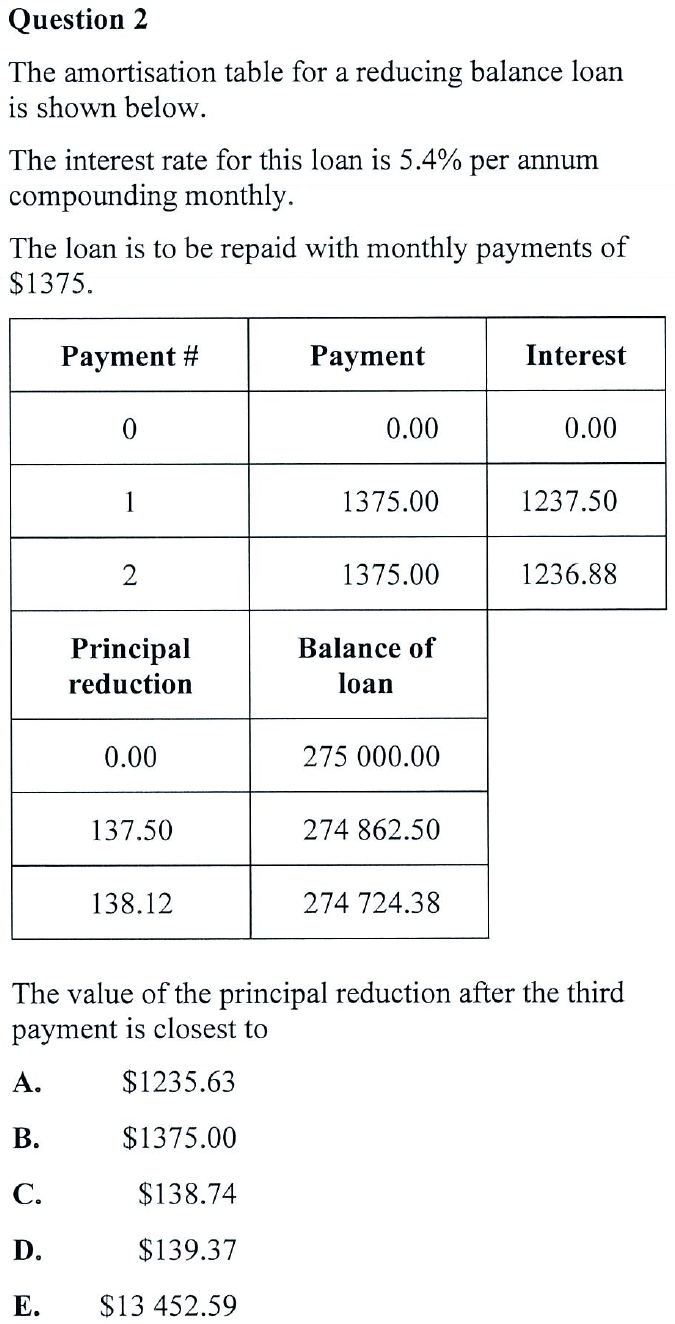 Question 2
The amortisation table for a reducing balance loan
is shown below.
The interest rate for this loan is 5.4% per annum
compounding monthly.
The loan is to be repaid with monthly payments of
$1375.
Payment # Payment Interest
0 0.00 0.00
1 1375.00 1237.50
2 1375.00 1236.88
Principal Balance of
reduction loan
0.00 275 000.00
137.50 274 862.50
138.12 274 724.38
The value of the principal reduction after the third
payment is closest to
A. $1235.63
B. $1375.00
C. $138.74
D. $139.37
E. $13 452.59